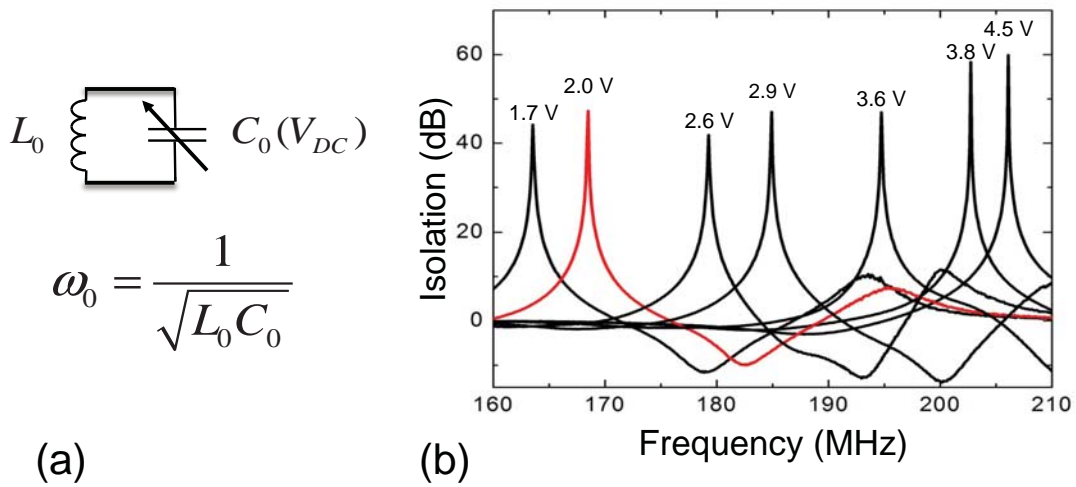 L₀
C₀(V_DC)
ω₀ = 1 / √(L₀C₀)
(a)
Isolation (dB)
60
40
20
0
1.7 V
2.0 V
2.6 V
2.9 V
3.6 V
3.8 V
4.5 V
160
170
180
190
200
210
Frequency (MHz)
(b)